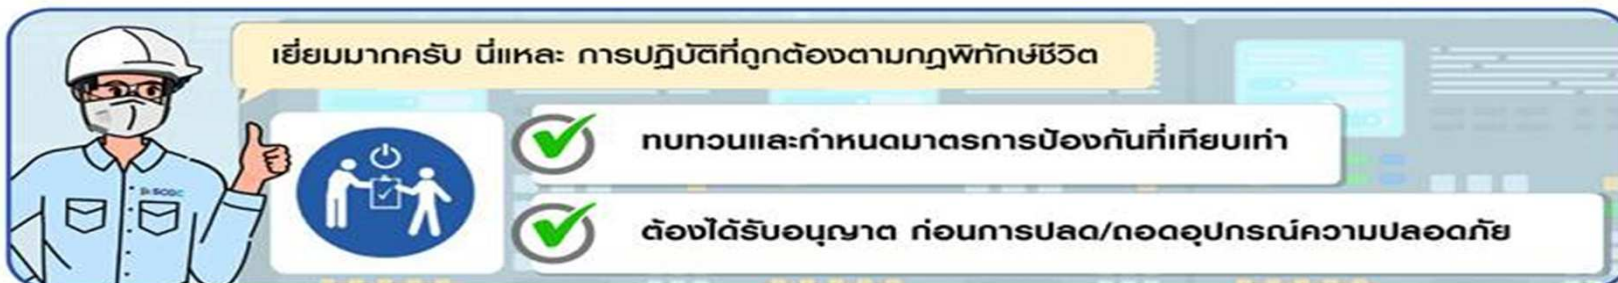 เยี่ยมมากครับ นี่แหละ การปฏิบัติที่ถูกต้องตามกฎพิทักษ์ชีวิต
ทบทวนและกำหนดมาตรการป้องกันที่เทียบเท่า
ต้องได้รับอนุญาต ก่อนการปลด/ถอดอุปกรณ์ความปลอดภัย